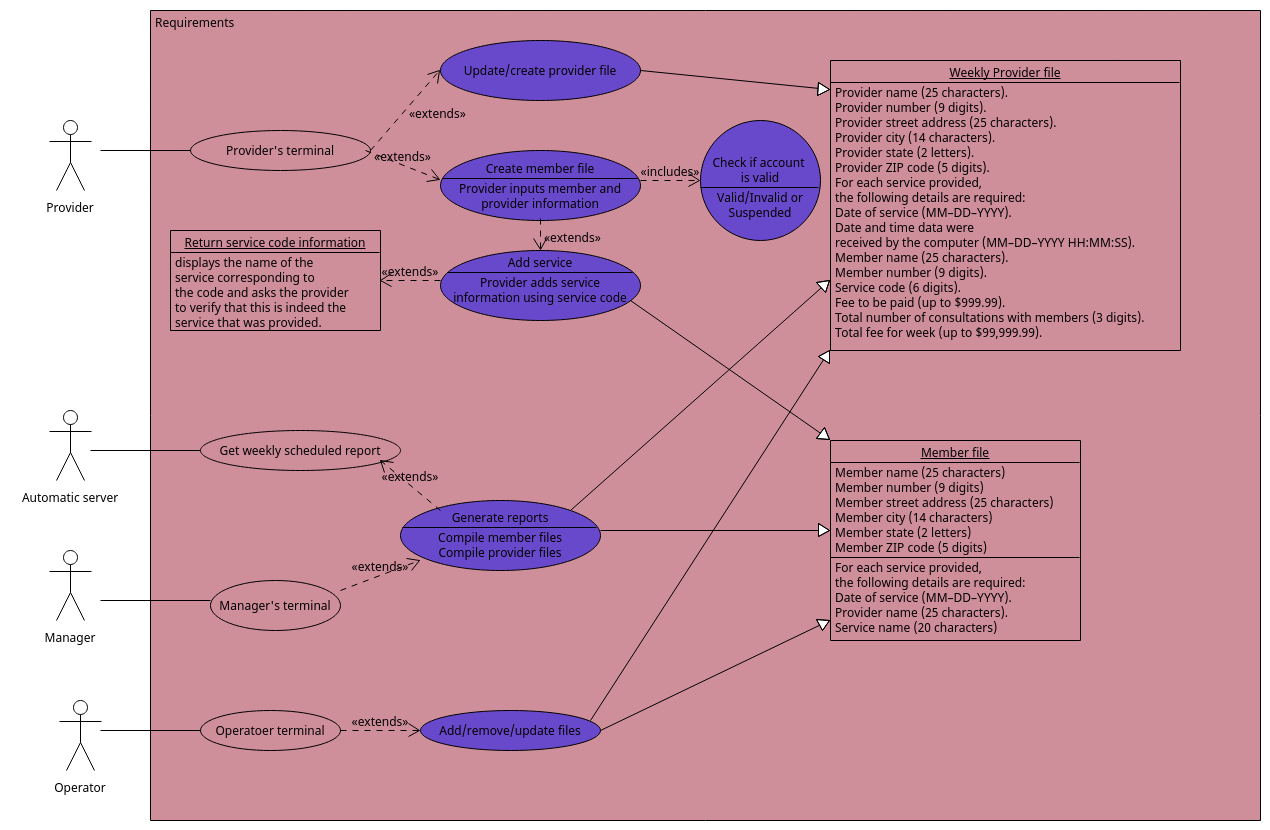 Requirements
Update/create provider file
«extends»
Provider's terminal
«extends»
Provider
Create member file
Provider inputs member and
provider information
«includes»
Check if account
is valid
Valid/Invalid or
Suspended
«extends»
Return service code information
displays the name of the
service corresponding to
the code and asks the provider
to verify that this is indeed the
service that was provided.
«extends»
Add service
Provider adds service
information using service code
Weekly Provider file
Provider name (25 characters).
Provider number (9 digits).
Provider street address (25 characters).
Provider city (14 characters).
Provider state (2 letters).
Provider ZIP code (5 digits).
For each service provided,
the following details are required:
Date of service (MM–DD–YYYY).
Date and time data were
received by the computer (MM–DD–YYYY HH:MM:SS).
Member name (25 characters).
Member number (9 digits).
Service code (6 digits).
Fee to be paid (up to $999.99).
Total number of consultations with members (3 digits).
Total fee for week (up to $99,999.99).
Automatic server
Get weekly scheduled report
«extends»
Generate reports
Compile member files
Compile provider files
«extends»
Manager's terminal
Manager
Member file
Member name (25 characters)
Member number (9 digits)
Member street address (25 characters)
Member city (14 characters)
Member state (2 letters)
Member ZIP code (5 digits)
For each service provided,
the following details are required:
Date of service (MM–DD–YYYY).
Provider name (25 characters).
Service name (20 characters)
Operatoer terminal
«extends»
Add/remove/update files
Operator